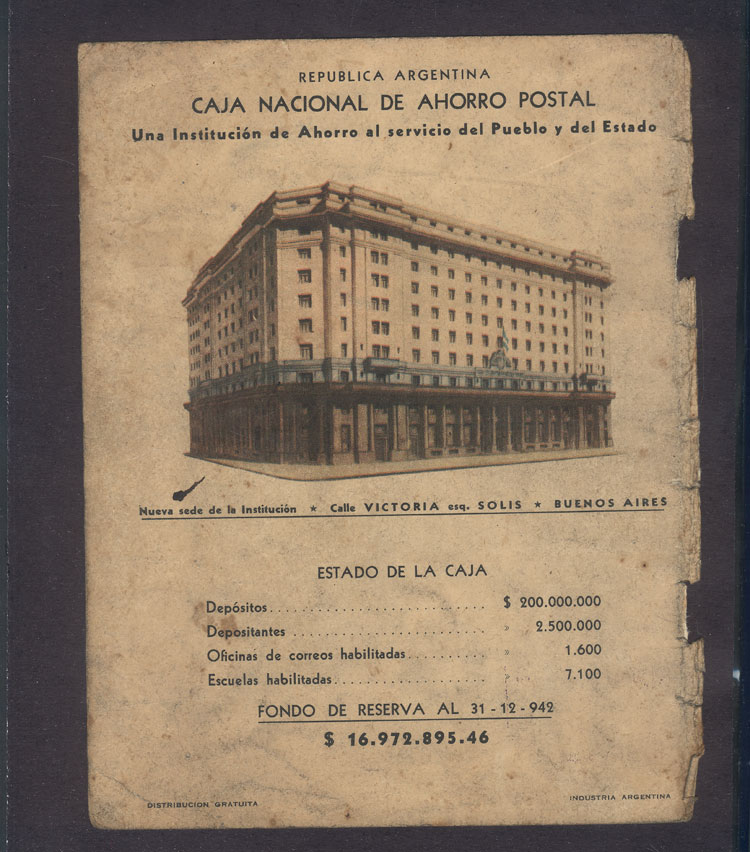 REPUBLICA ARGENTINA
CAJA NACIONAL DE AHORRO POSTAL
Una Institución de Ahorro al servicio del Pueblo y del Estado
Nueva sede de la Institución ★ Calle VICTORIA esq. SOLIS ★ BUENOS AIRES
ESTADO DE LA CAJA
Depósitos.............................. $ 200.000.000
Depositantes ........................... » 2.500.000
Oficinas de correos habilitadas........... » 1.600
Escuelas habilitadas...................... » 7.100
FONDO DE RESERVA AL 31-12-942
$ 16.972.895.46
DISTRIBUCION GRATUITA
INDUSTRIA ARGENTINA